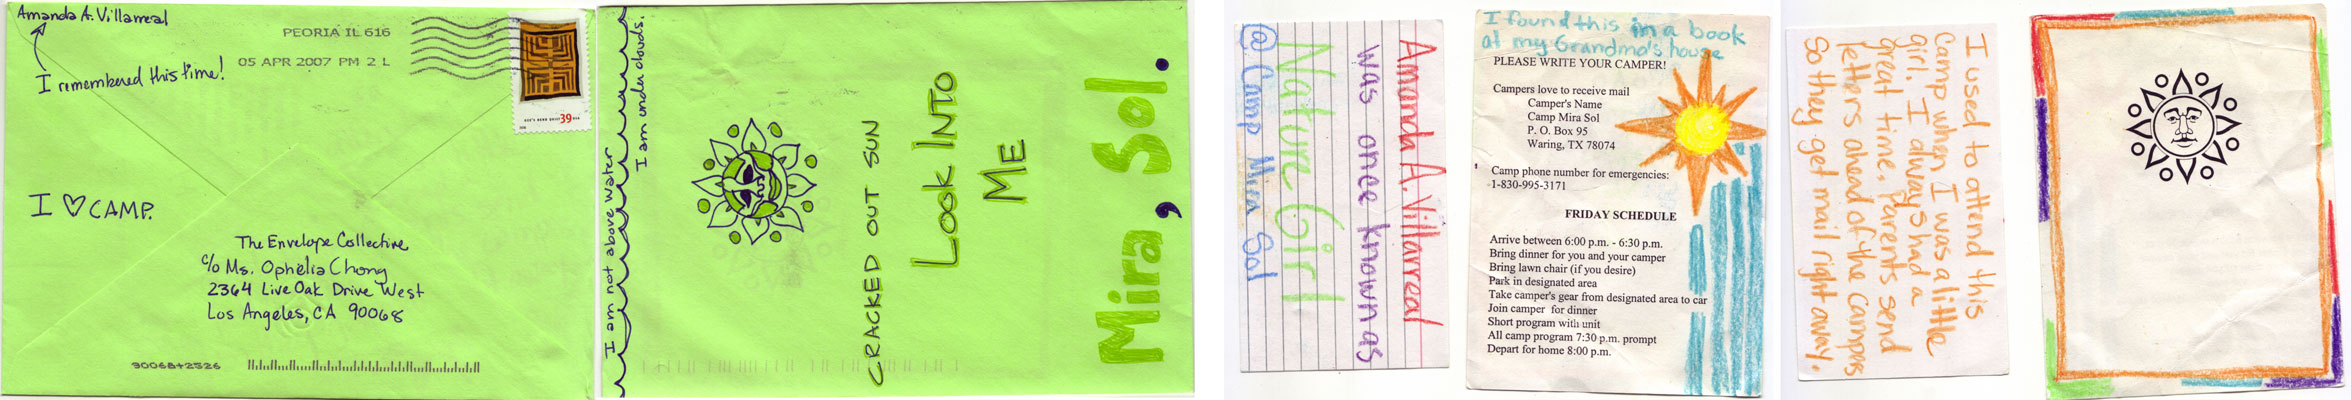 Amanda A. Villarreal
I remembered this time!
PEORIA IL 616
05 APR 2007 PM 2 L
GEE'S BEND QUILT 39 USA
I ♡ CAMP.
The Envelope Collective
c/o Ms. Ophelia Chong
2364 Live Oak Drive West
Los Angeles, CA 90068
90068+2326
I am not above water
I am under clouds.
CRACKED OUT SUN
LOOK INTO
ME
Mira, Sol.
Amanda A. Villarreal
was once known as
Nature Girl
@ Camp Mira Sol
I found this in a book
at my Grandma's house
PLEASE WRITE YOUR CAMPER!
Campers love to receive mail
Camper's Name
Camp Mira Sol
P. O. Box 95
Waring, TX 78074
Camp phone number for emergencies:
1-830-995-3171
FRIDAY SCHEDULE
Arrive between 6:00 p.m. - 6:30 p.m.
Bring dinner for you and your camper
Bring lawn chair (if you desire)
Park in designated area
Take camper's gear from designated area to car
Join camper for dinner
Short program with unit
All camp program 7:30 p.m. prompt
Depart for home 8:00 p.m.
I used to attend this
Camp when I was a little
girl. I always had a
great time. Parents send
letters ahead of the campers
So they get mail right away.